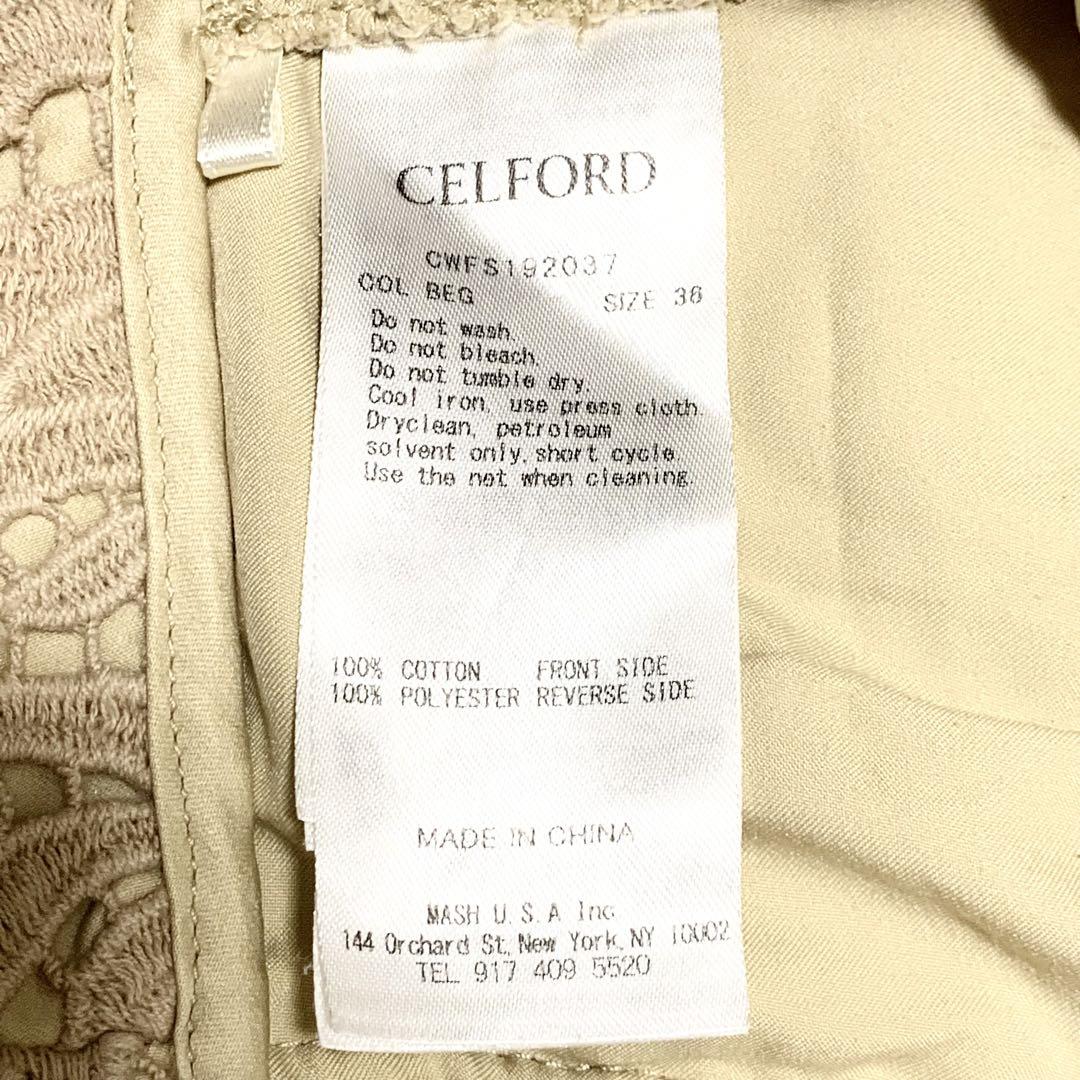 CELFORD
CWFS192037
COL BEG SIZE 36
Do not wash.
Do not bleach.
Do not tumble dry.
Cool iron, use press cloth
Dryclean, petroleum
solvent only, short cycle.
Use the net when cleaning.
100% COTTON FRONT SIDE
100% POLYESTER REVERSE SIDE
MADE IN CHINA
MASH U.S.A Inc
144 Orchard St, New York, NY 10002
TEL 917 409 5520